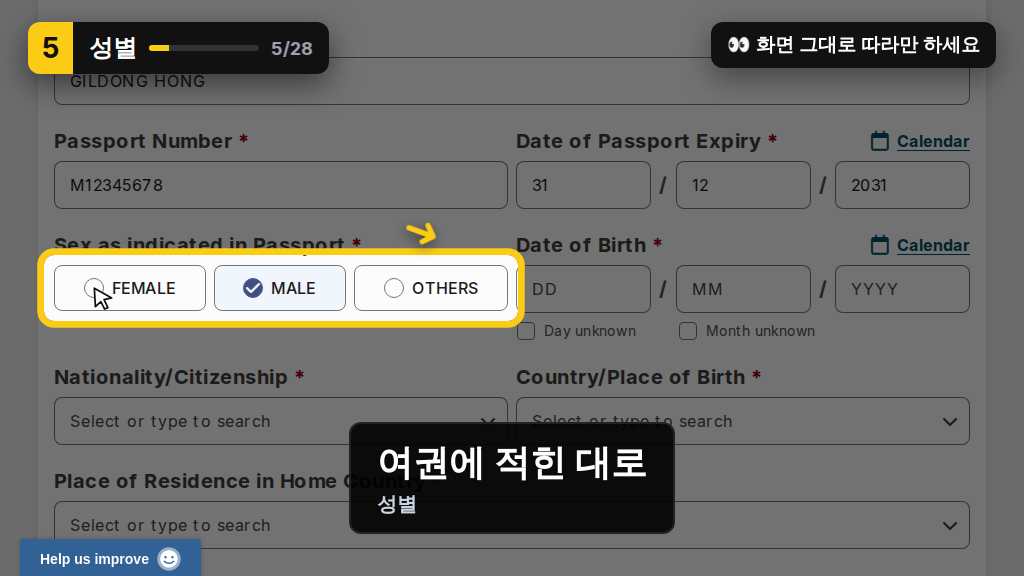 5 성별 5/28
👀 화면 그대로 따라만 하세요
GILDONG HONG
Passport Number *
Date of Passport Expiry *
Calendar
M12345678
31 / 12 / 2031
Sex as indicated in Passport *
Date of Birth *
Calendar
FEMALE
MALE
OTHERS
DD / MM / YYYY
Day unknown
Month unknown
Nationality/Citizenship *
Country/Place of Birth *
Select or type to search
Select or type to search
여권에 적힌 대로
성별
Place of Residence in Home Country *
Select or type to search
Help us improve